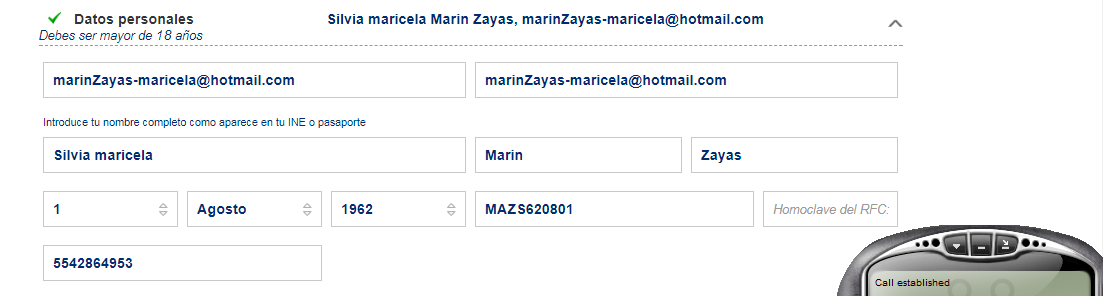 Datos personales Silvia maricela Marin Zayas, marinZayas-maricela@hotmail.com
Debes ser mayor de 18 años
marinZayas-maricela@hotmail.com marinZayas-maricela@hotmail.com
Introduce tu nombre completo como aparece en tu INE o pasaporte
Silvia maricela Marin Zayas
1 Agosto 1962 MAZS620801 Homoclave del RFC:
5542864953
Call established